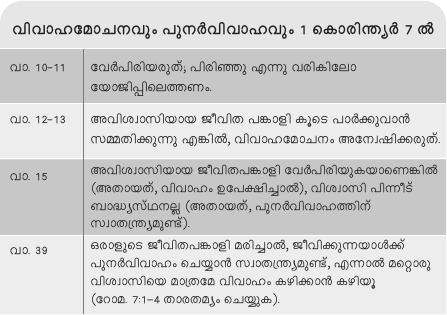 വിവാഹമോചനവും പുനർവിവാഹവും 1 കൊരിന്ത്യർ 7 ൽ
വാ. 10-11
വേർപിരിയരുത്; പിരിഞ്ഞു എന്നു വരികിലോ
യോജിപ്പിലെത്തണം.
വാ. 12-13
അവിശ്വാസിയായ ജീവിത പങ്കാളി കൂടെ പാർക്കുവാൻ
സമ്മതിക്കുന്നു എങ്കിൽ, വിവാഹമോചനം അന്വേഷിക്കരുത്.
വാ. 15
അവിശ്വാസിയായ ജീവിതപങ്കാളി വേർപിരിയുകയാണെങ്കിൽ
(അതായത്, വിവാഹം ഉപേക്ഷിച്ചാൽ), വിശ്വാസി പിന്നീട്
ബാദ്ധ്യസ്ഥനല്ല (അതായത്, പുനർവിവാഹത്തിന്
സ്വാതന്ത്ര്യമുണ്ട്).
വാ. 39
ഒരാളുടെ ജീവിതപങ്കാളി മരിച്ചാൽ, ജീവിക്കുന്നയാൾക്ക്
പുനർവിവാഹം ചെയ്യാൻ സ്വാതന്ത്ര്യമുണ്ട്, എന്നാൽ മറ്റൊരു
വിശ്വാസിയെ മാത്രമേ വിവാഹം കഴിക്കാൻ കഴിയൂ
(റോമ. 7:1-4 താരതമ്യം ചെയ്യുക).